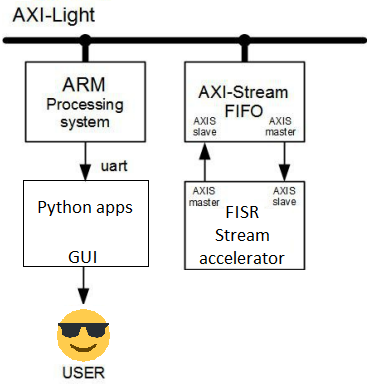 AXI-Light
ARM
Processing
system
uart
Python apps
GUI
USER
AXI-Stream
FIFO
AXIS
slave
AXIS
master
AXIS
master
AXIS
slave
FISR
Stream
accelerator